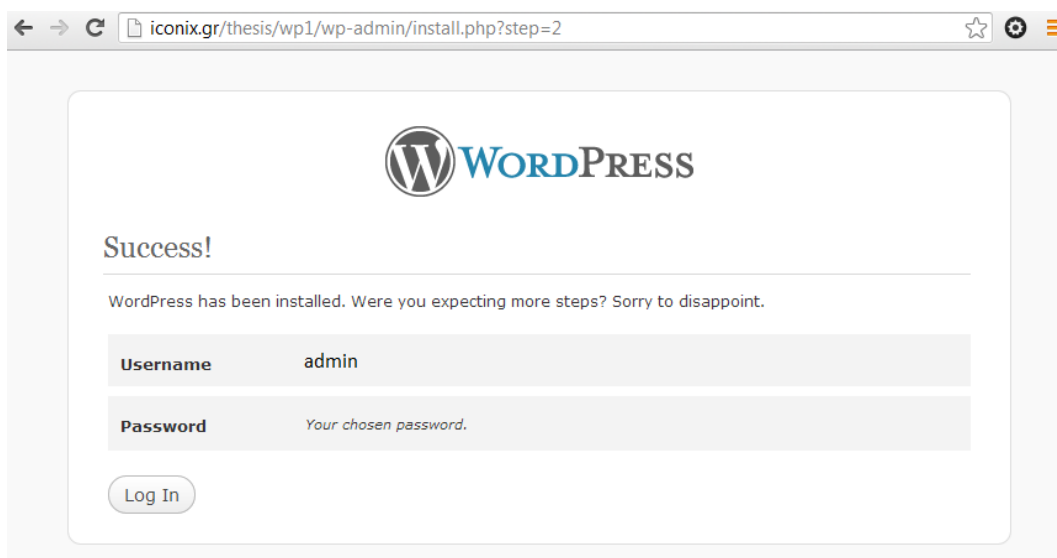 iconix.gr/thesis/wp1/wp-admin/install.php?step=2
WORDPRESS
Success!
WordPress has been installed. Were you expecting more steps? Sorry to disappoint.
Username admin
Password Your chosen password.
Log In